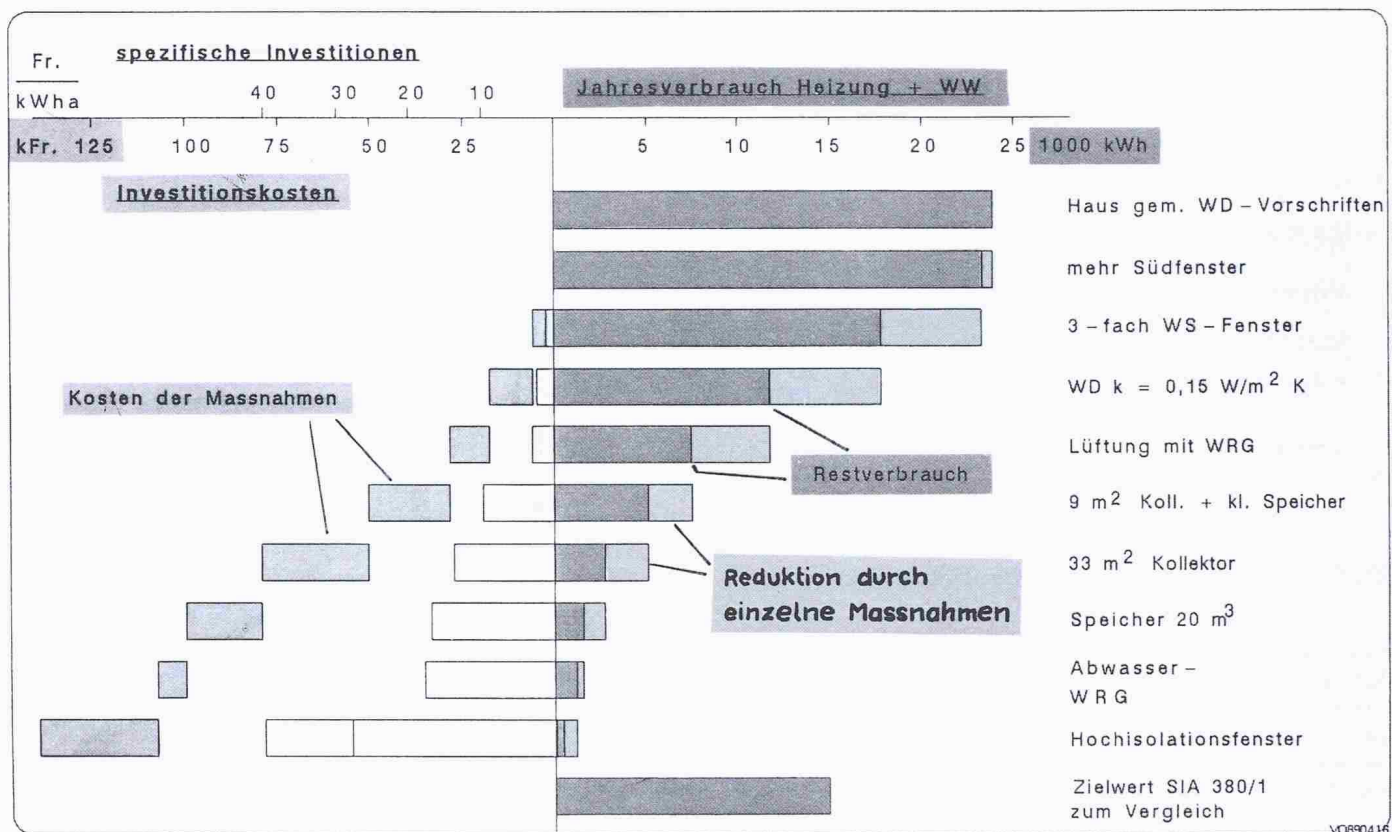 Fr.
kWha
spezifische Investitionen
40 30 20 10
Jahresverbrauch Heizung + WW
kFr. 125 100 75 50 25 5 10 15 20 25 1000 kWh
Investitionskosten
Haus gem. WD-Vorschriften
mehr Südfenster
3-fach WS-Fenster
Kosten der Massnahmen
WD k = 0,15 W/m² K
Lüftung mit WRG
Restverbrauch
9 m² Koll. + kl. Speicher
33 m² Kollektor
Reduktion durch
einzelne Massnahmen
Speicher 20 m³
Abwasser-
WRG
Hochisolationsfenster
Zielwert SIA 380/1
zum Vergleich
VO890416